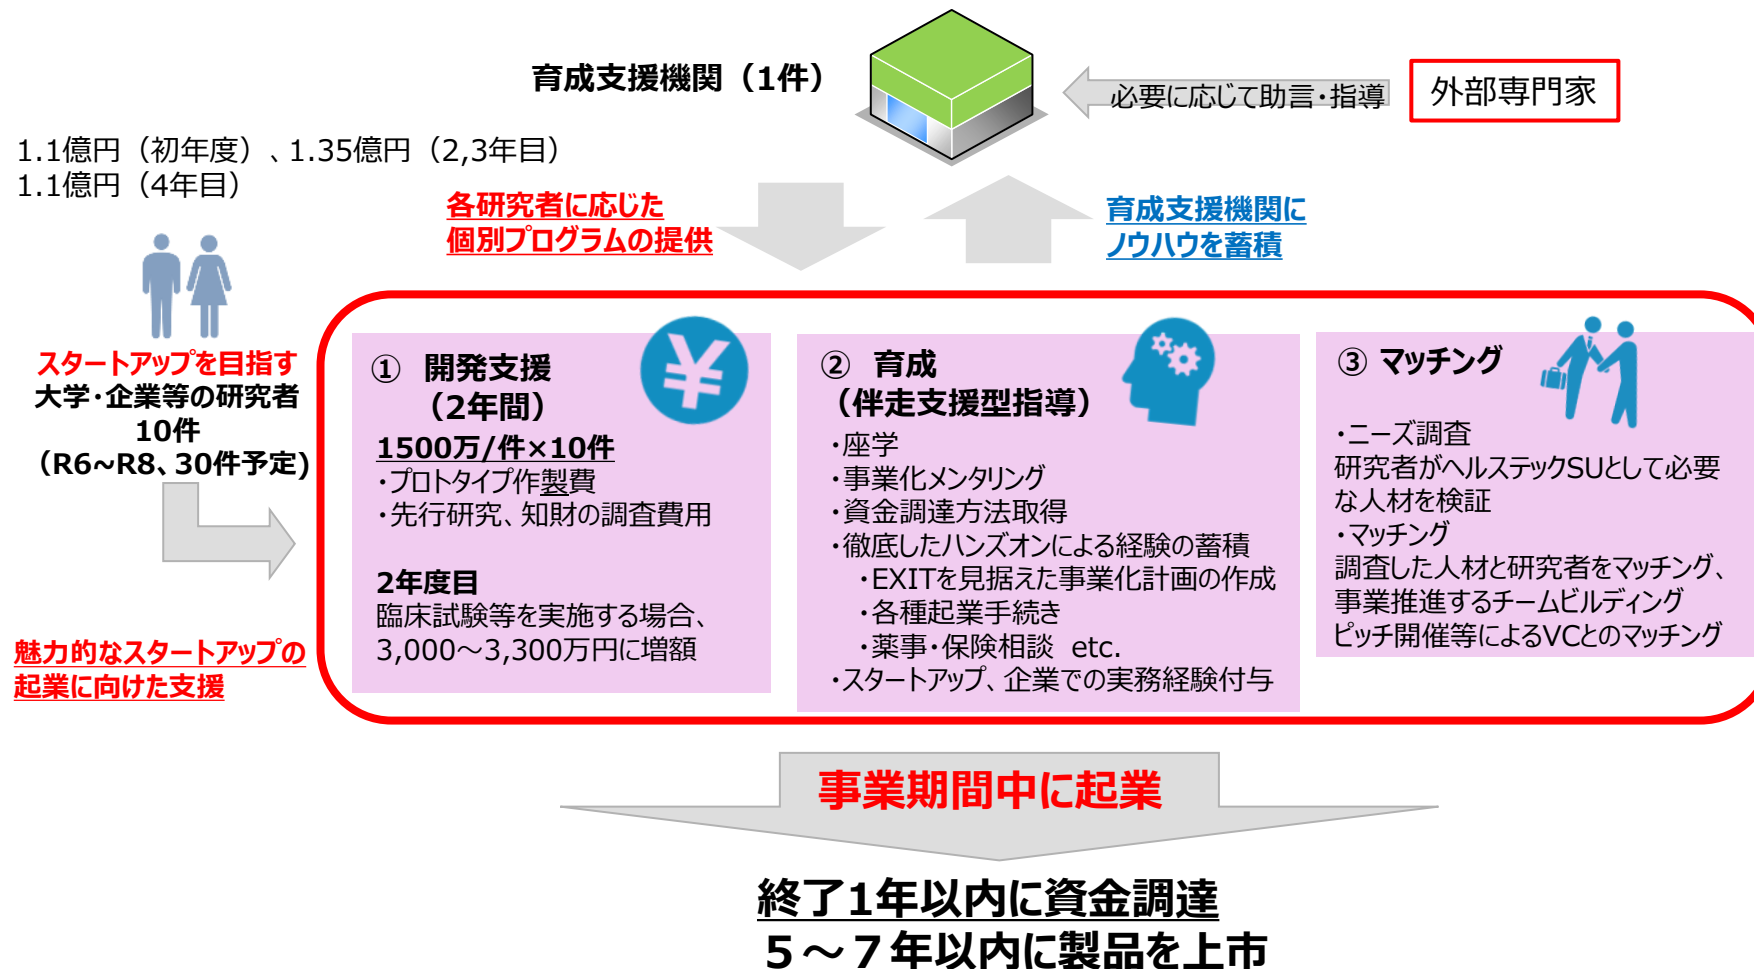 育成支援機関（1件）
必要に応じて助言・指導
外部専門家
1.1億円（初年度）、1.35億円（2,3年目）
1.1億円（4年目）
各研究者に応じた
個別プログラムの提供
育成支援機関に
ノウハウを蓄積
スタートアップを目指す
大学・企業等の研究者
10件
（R6~R8、30件予定)
魅力的なスタートアップの
起業に向けた支援
① 開発支援
（2年間）
1500万/件×10件
・プロトタイプ作製費
・先行研究、知財の調査費用
2年度目
臨床試験等を実施する場合、
3,000～3,300万円に増額
② 育成
（伴走支援型指導）
・座学
・事業化メンタリング
・資金調達方法取得
・徹底したハンズオンによる経験の蓄積
・EXITを見据えた事業化計画の作成
・各種起業手続き
・薬事・保険相談 etc.
・スタートアップ、企業での実務経験付与
③ マッチング
・ニーズ調査
研究者がヘルステックSUとして必要
な人材を検証
・マッチング
調査した人材と研究者をマッチング、
事業推進するチームビルディング
ピッチ開催等によるVCとのマッチング
事業期間中に起業
終了1年以内に資金調達
５～７年以内に製品を上市